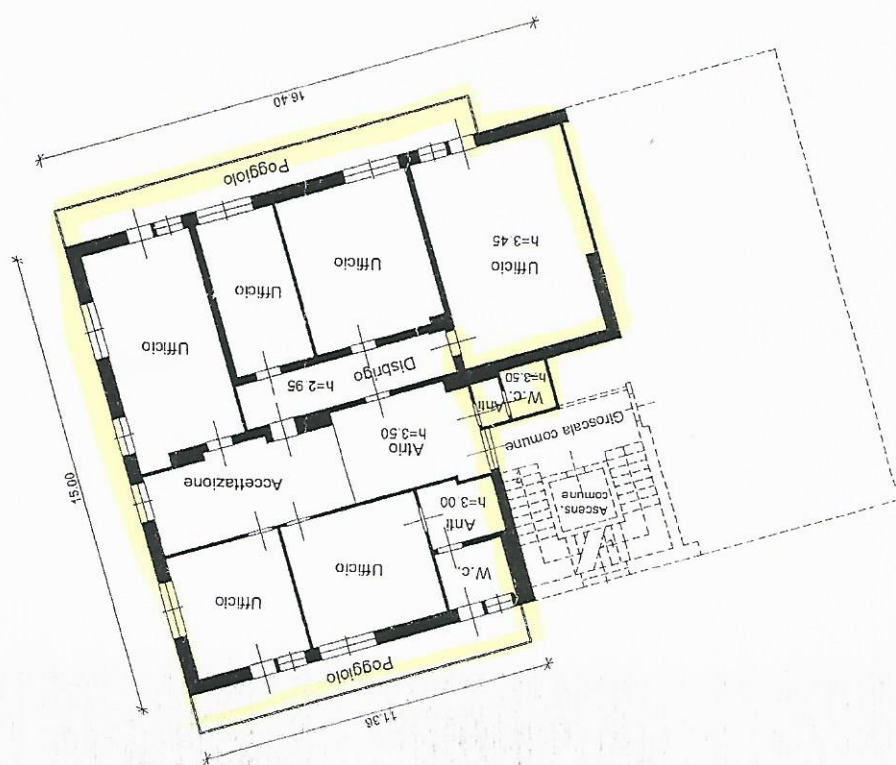 11.36
Poggiolo
W.c.
Ufficio
Ufficio
Anti
h=3.00
Ascens.
comune
Giroscala comune
Accettazione
Atrio
h=3.50
15.00
Anti
W.c.
h=3.50
Disbrigo
h=2.95
Ufficio
Ufficio
Ufficio
Ufficio
h=3.45
Poggiolo
16.40